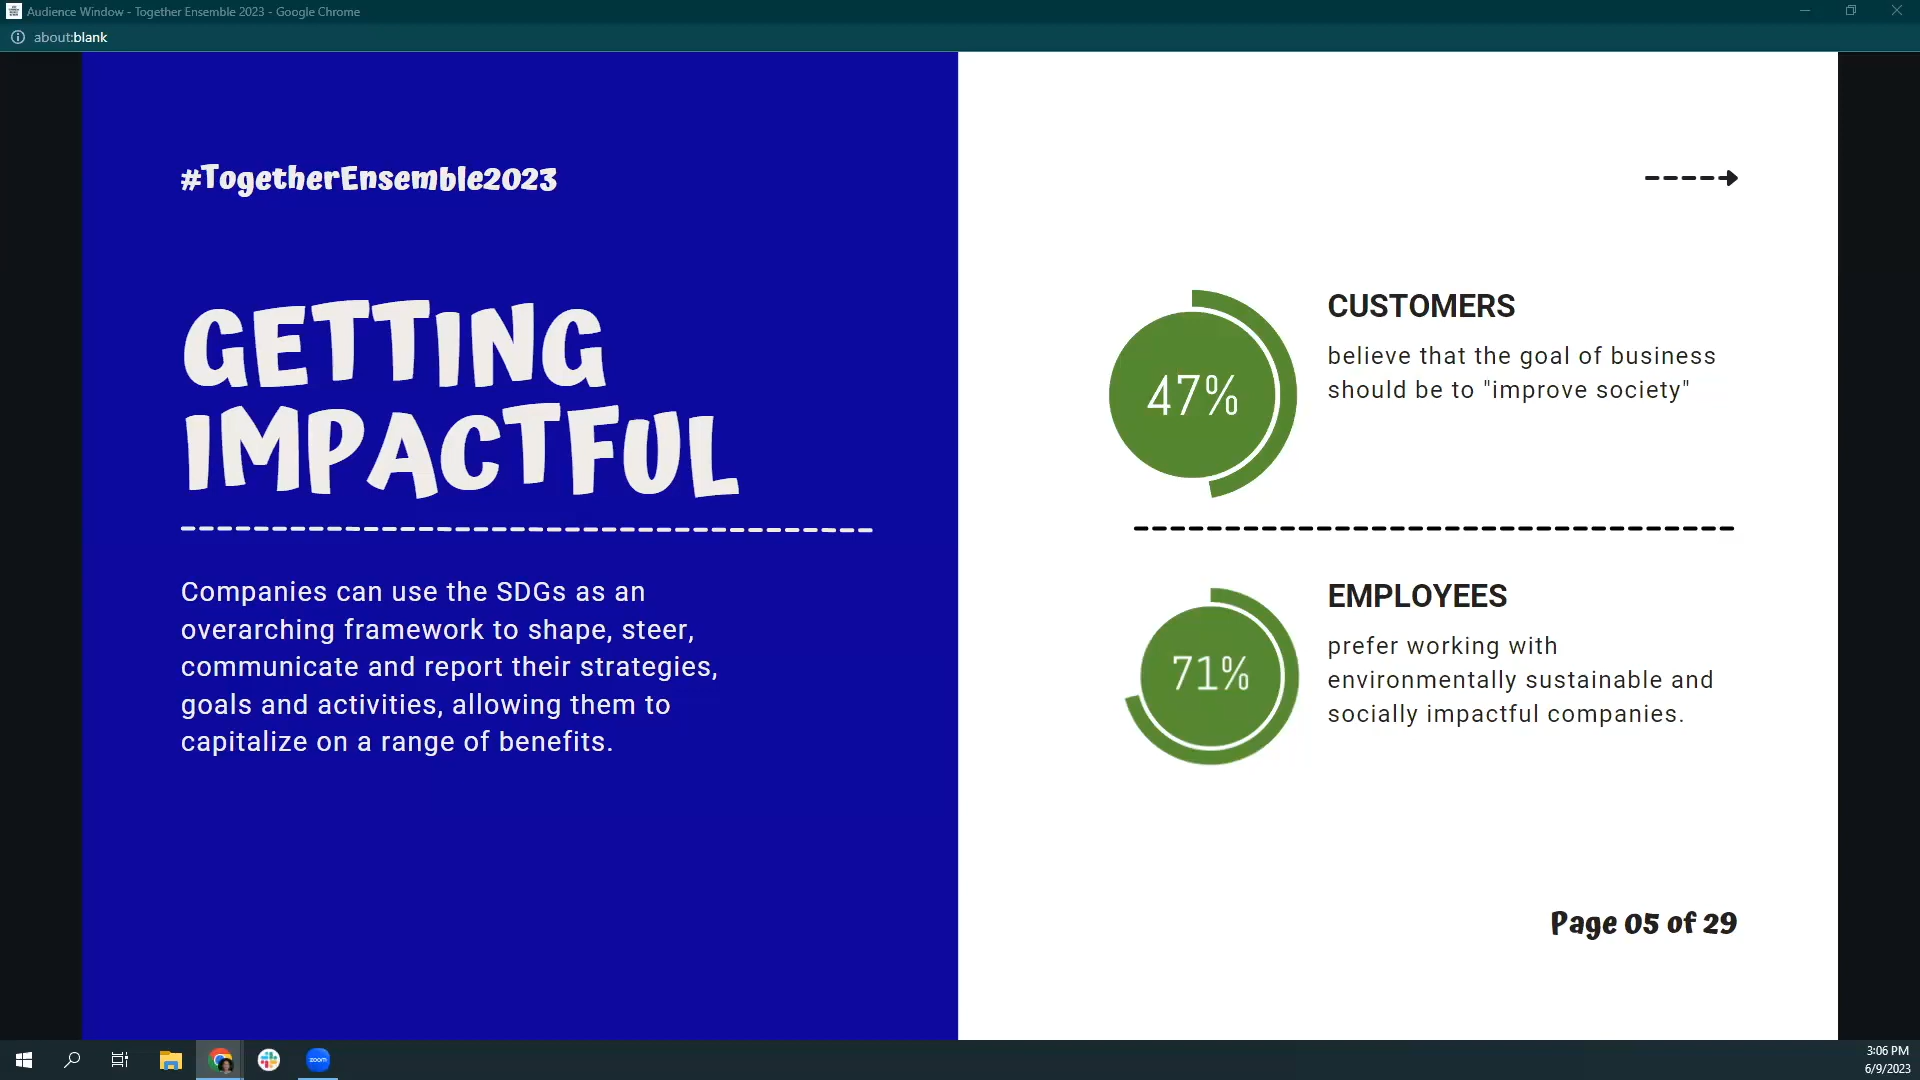 Audience Window - Together Ensemble 2023 - Google Chrome
about:blank
#TogetherEnsemble2023
GETTING
IMPACTFUL
Companies can use the SDGs as an
overarching framework to shape, steer,
communicate and report their strategies,
goals and activities, allowing them to
capitalize on a range of benefits.
47%
CUSTOMERS
believe that the goal of business
should be to "improve society"
71%
EMPLOYEES
prefer working with
environmentally sustainable and
socially impactful companies.
Page 05 of 29
zoom
3:06 PM
6/9/2023